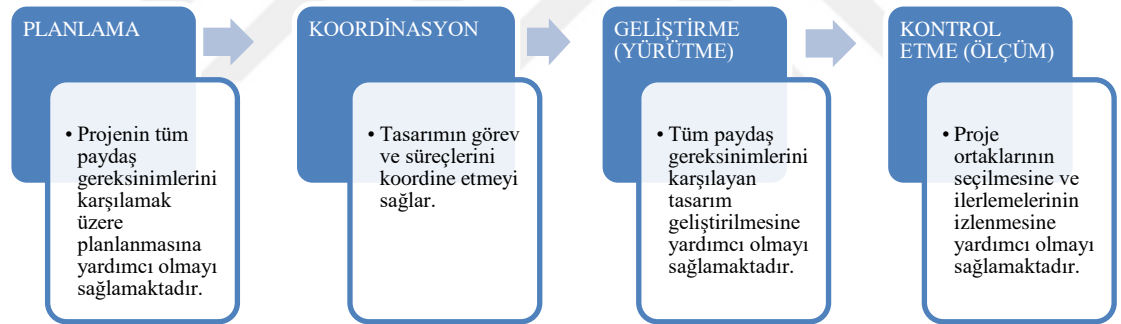 PLANLAMA
• Projenin tüm
paydaş
gereksinimlerini
karşılamak
üzere
planlanmasına
yardımcı olmayı
sağlamaktadır.
KOORDİNASYON
• Tasarımın görev
ve süreçlerini
koordine etmeyi
sağlar.
GELİŞTİRME
(YÜRÜTME)
• Tüm paydaş
gereksinimlerini
karşılayan
tasarım
geliştirilmesine
yardımcı olmayı
sağlamaktadır.
KONTROL
ETME (ÖLÇÜM)
• Proje
ortaklarının
seçilmesine ve
ilerlemelerinin
izlenmesine
yardımcı olmayı
sağlamaktadır.